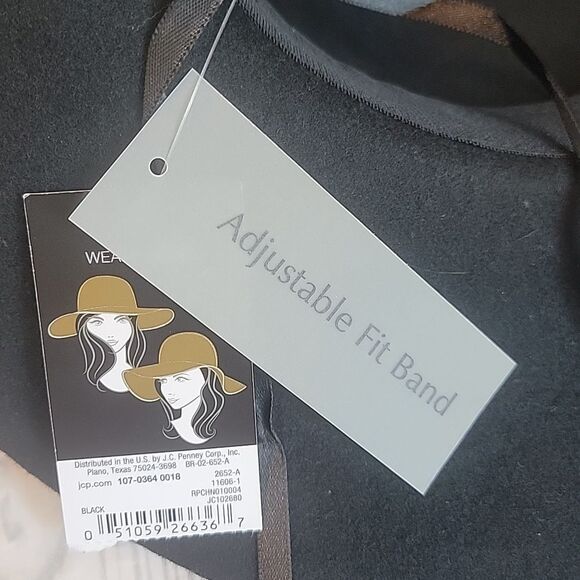 Adjustable Fit Band
Distributed in the U.S. by J.C. Penney Corp., Inc.
Plano, Texas 75024-3698 BR-02-652-A
jcp.com 107-0364 0018
2652-A
11606-1
RPCHN010004
JC102680
BLACK
0 51059 26636 7